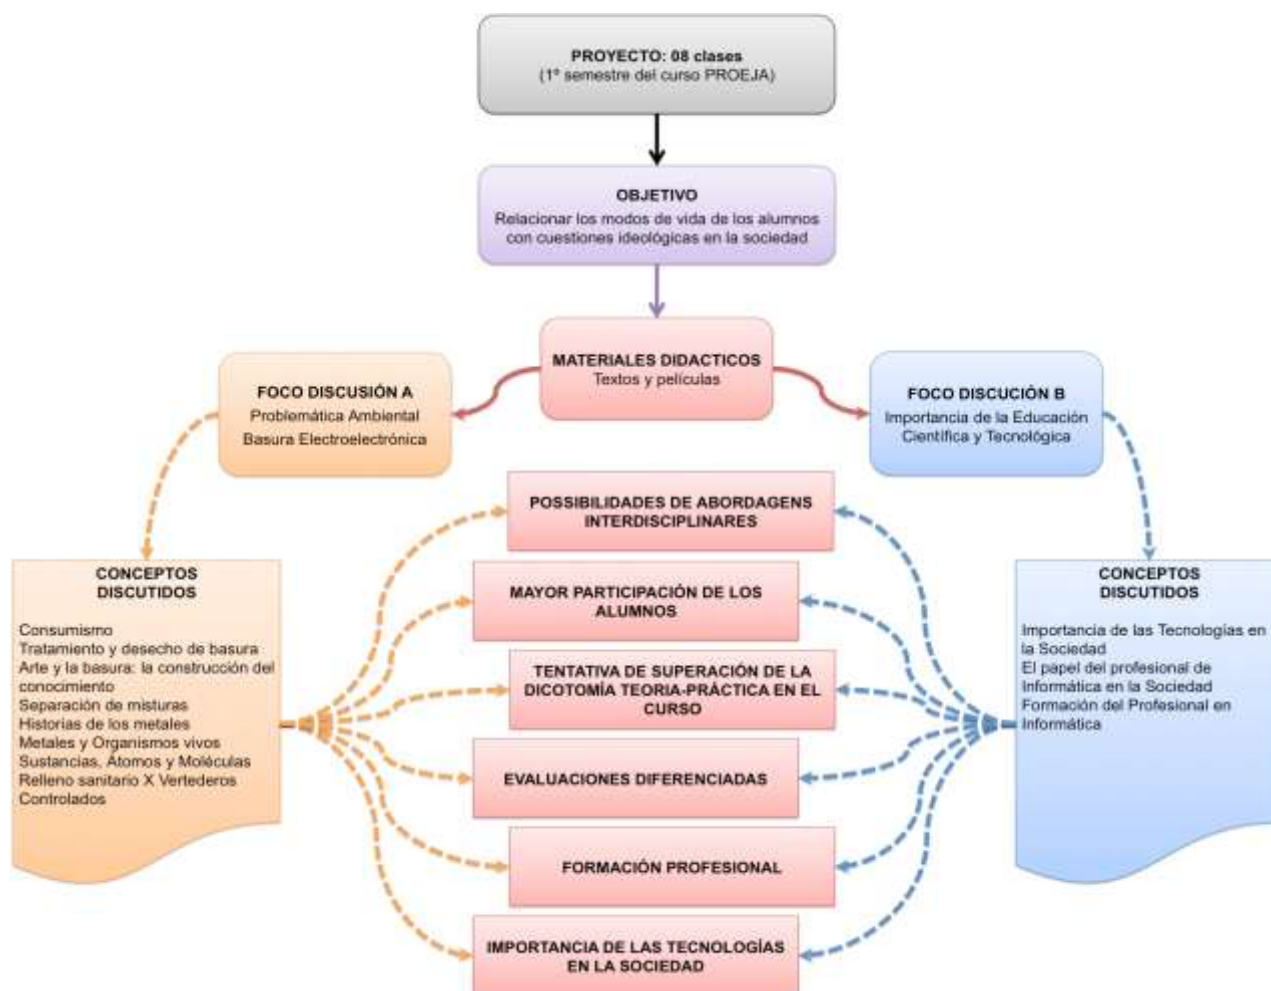 PROYECTO: 08 clases
(1º semestre del curso PROEJA)
OBJETIVO
Relacionar los modos de vida de los alumnos
con cuestiones ideológicas en la sociedad
MATERIALES DIDACTICOS
Textos y películas
FOCO DISCUSIÓN A
Problemática Ambiental
Basura Electroelectrónica
FOCO DISCUCIÓN B
Importancia de la Educación
Científica y Tecnológica
CONCEPTOS
DISCUTIDOS
Consumismo
Tratamiento y desecho de basura
Arte y la basura: la construcción del
conocimiento
Separación de misturas
Historias de los metales
Metales y Organismos vivos
Sustancias, Átomos y Moléculas
Relleno sanitario X Vertederos
Controlados
POSSIBILIDADES DE ABORDAGENS
INTERDISCIPLINARES
MAYOR PARTICIPACIÓN DE LOS
ALUMNOS
TENTATIVA DE SUPERACIÓN DE LA
DICOTOMÍA TEORIA-PRÁCTICA EN EL
CURSO
EVALUACIONES DIFERENCIADAS
FORMACIÓN PROFESIONAL
IMPORTANCIA DE LAS TECNOLOGÍAS
EN LA SOCIEDAD
CONCEPTOS
DISCUTIDOS
Importancia de las Tecnologías en
la Sociedad
El papel del profesional de
Informática en la Sociedad
Formación del Profesional en
Informática